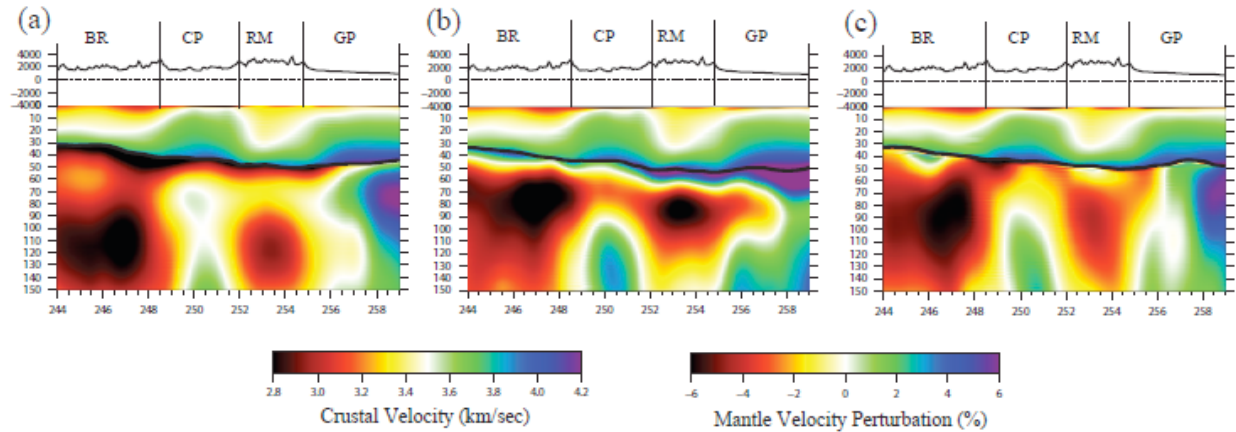 (a) (b) (c)
BR CP RM GP BR CP RM GP BR CP RM GP
4000 4000 4000
2000 2000 2000
0 0 0
−2000 −2000 −2000
−4000 −4000 −4000
10 10 10
20 20 20
30 30 30
40 40 40
50 50 50
60 60 60
70 70 70
80 80 80
90 90 90
100 100 100
110 110 110
120 120 120
130 130 130
140 140 140
150 150 150
244 246 248 250 252 254 256 258 244 246 248 250 252 254 256 258 244 246 248 250 252 254 256 258
2.8 3.0 3.2 3.4 3.6 3.8 4.0 4.2 −6 −4 −2 0 2 4 6
Crustal Velocity (km/sec) Mantle Velocity Perturbation (%)